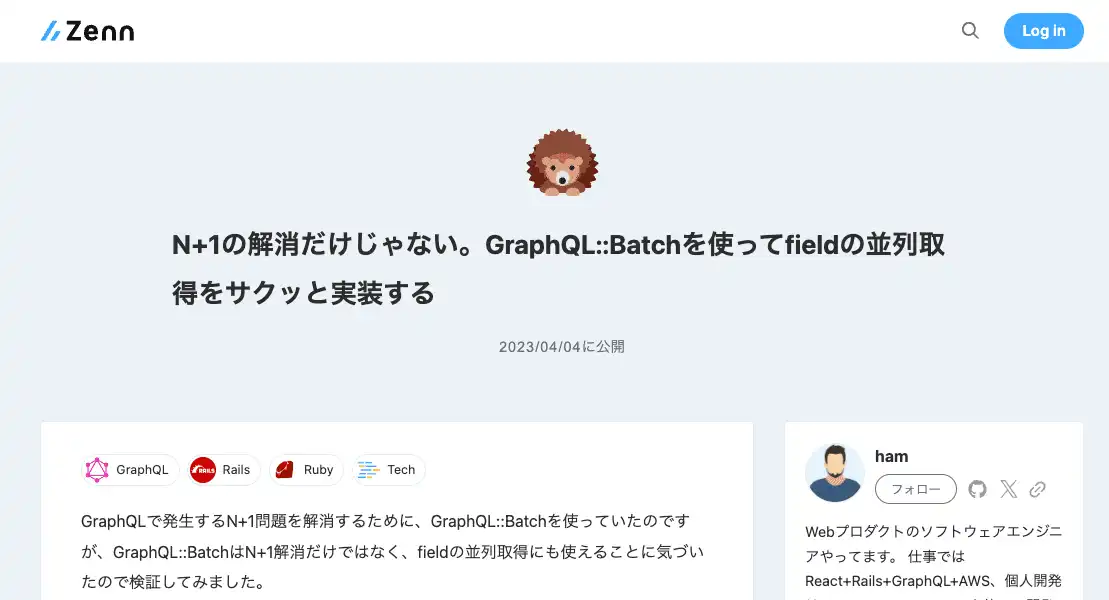 Zenn
Log in
N+1の解消だけじゃない。GraphQL::Batchを使ってfieldの並列取
得をサクッと実装する
2023/04/04に公開
GraphQL
Rails
Ruby
Tech
GraphQLで発生するN+1問題を解消するために、GraphQL::Batchを使っていたのです
が、GraphQL::BatchはN+1解消だけではなく、fieldの並列取得にも使えることに気づい
たので検証してみました。
ham
フォロー
Webプロダクトのソフトウェアエンジニ
アやってます。 仕事では
React+Rails+GraphQL+AWS、個人開発